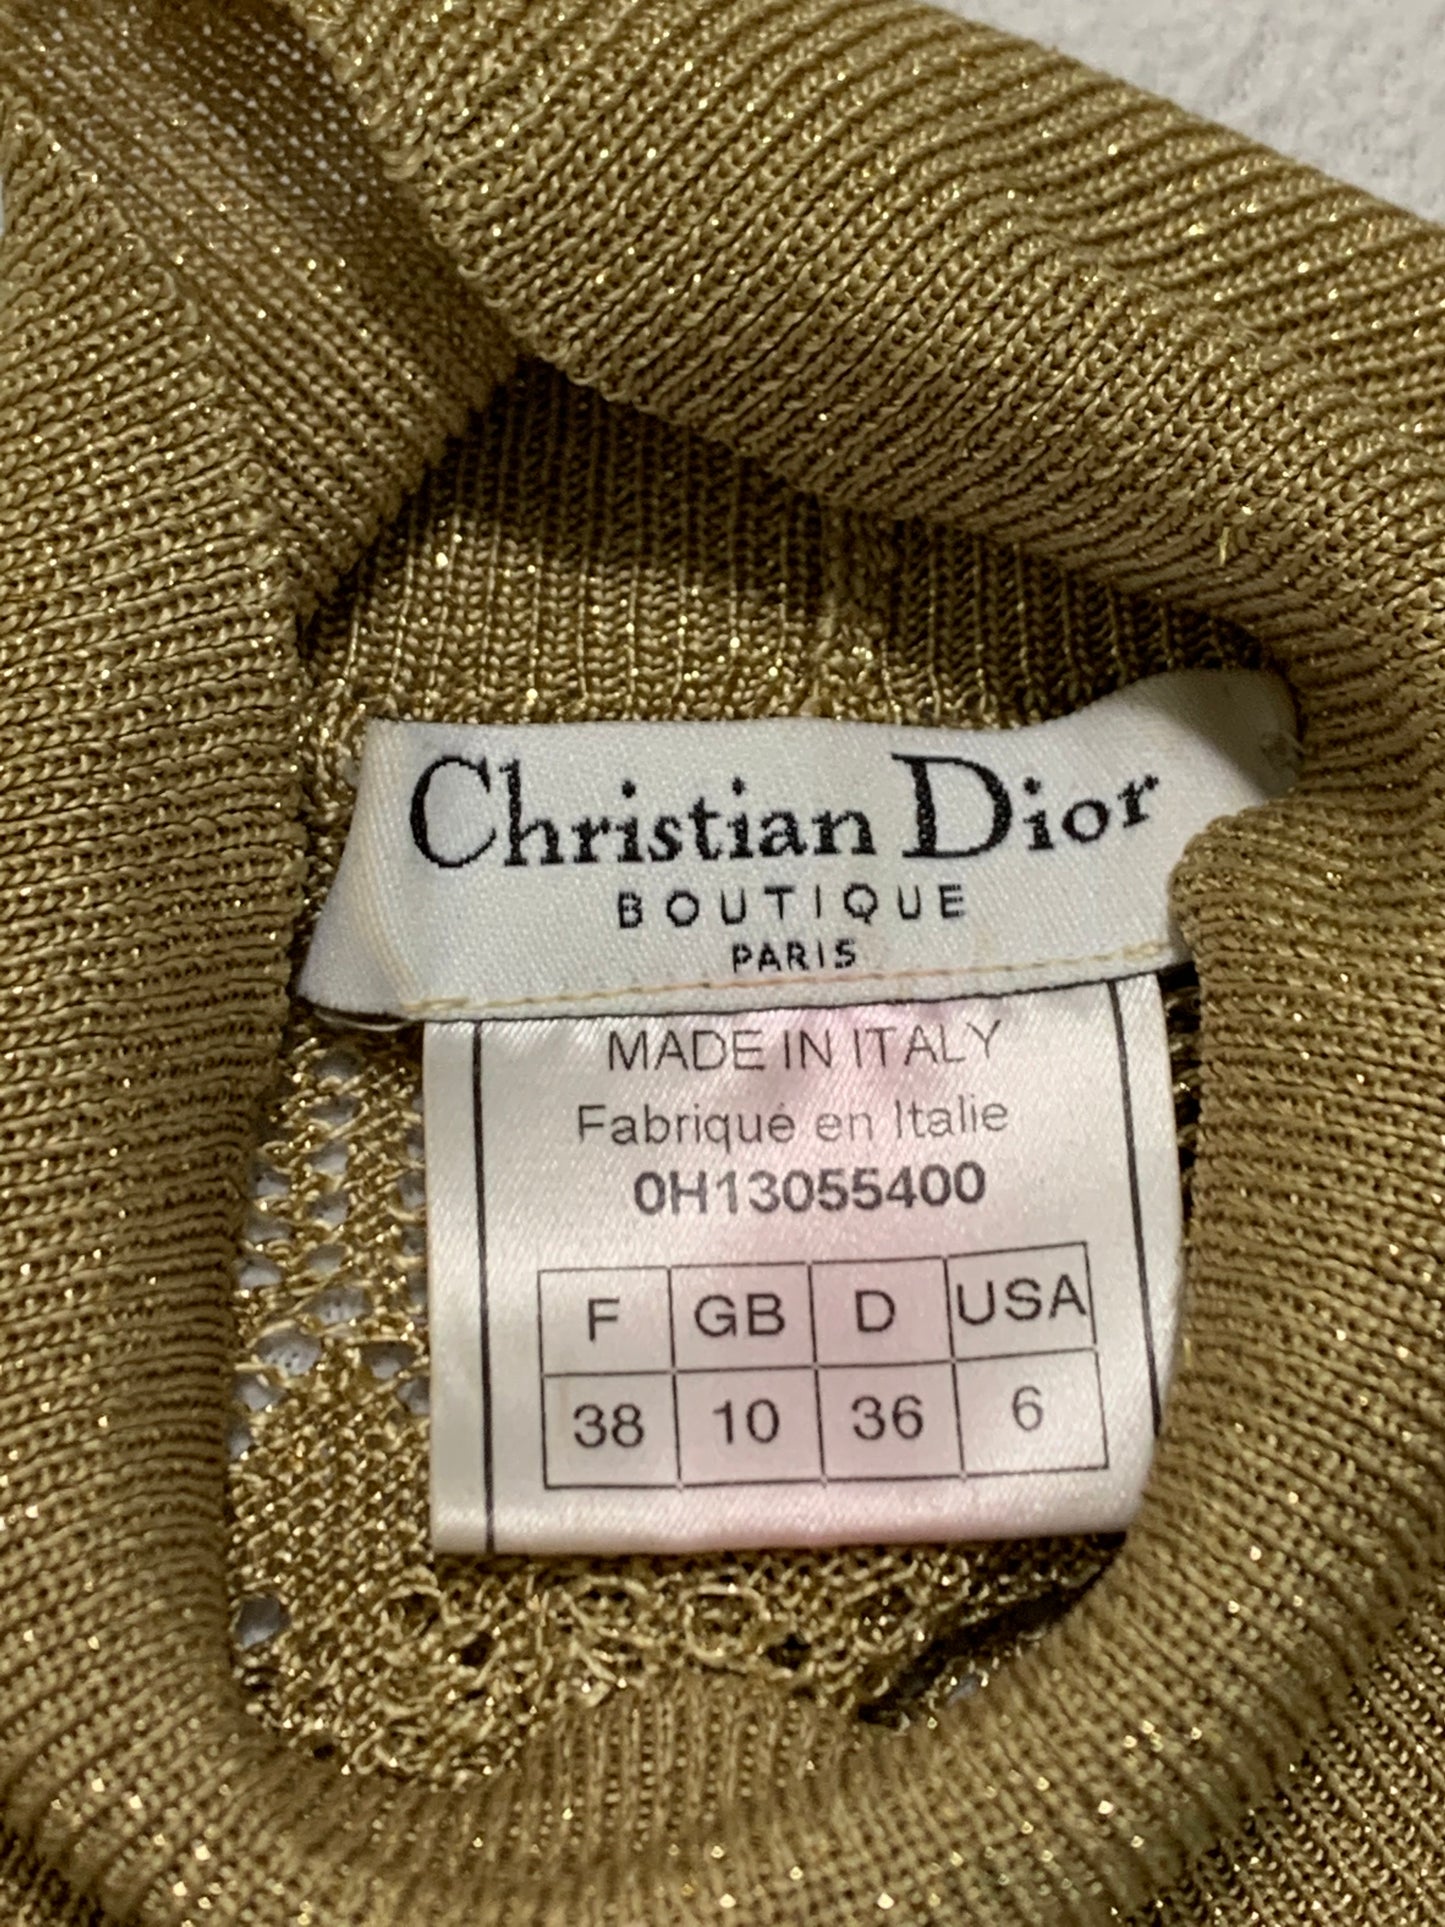 Christian Dior
BOUTIQUE
PARIS
MADE IN ITALY
Fabriqué en Italie
0H13055400
F GB D USA
38 10 36 6